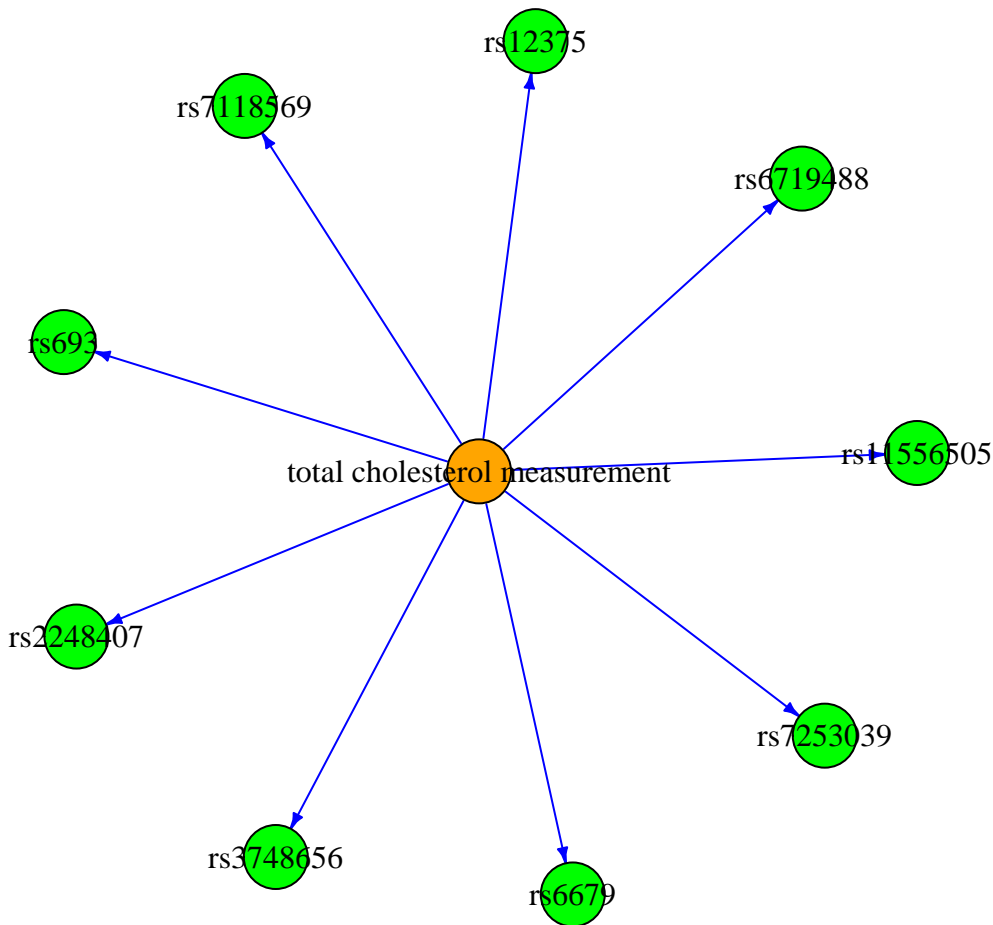 rs12375
rs7118569
rs6719488
rs693
rs11556505
total cholesterol measurement
rs2248407
rs7253039
rs3748656
rs6679